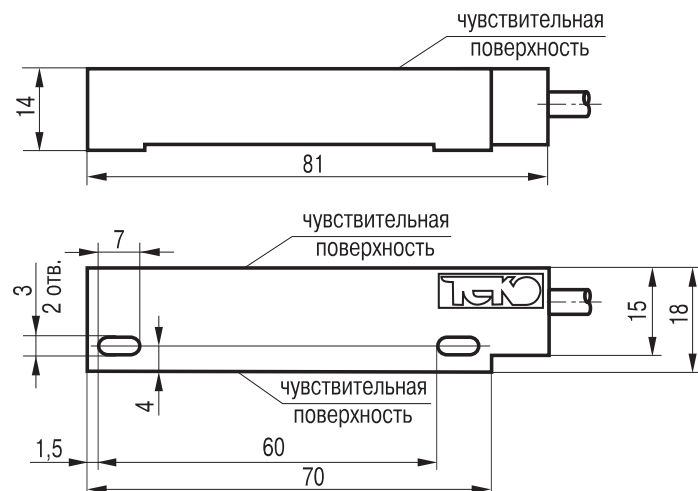 чувствительная
поверхность
14
81
чувствительная
поверхность
7
3
2 отв.
ТЕКО
15
18
4
чувствительная
поверхность
1,5
60
70